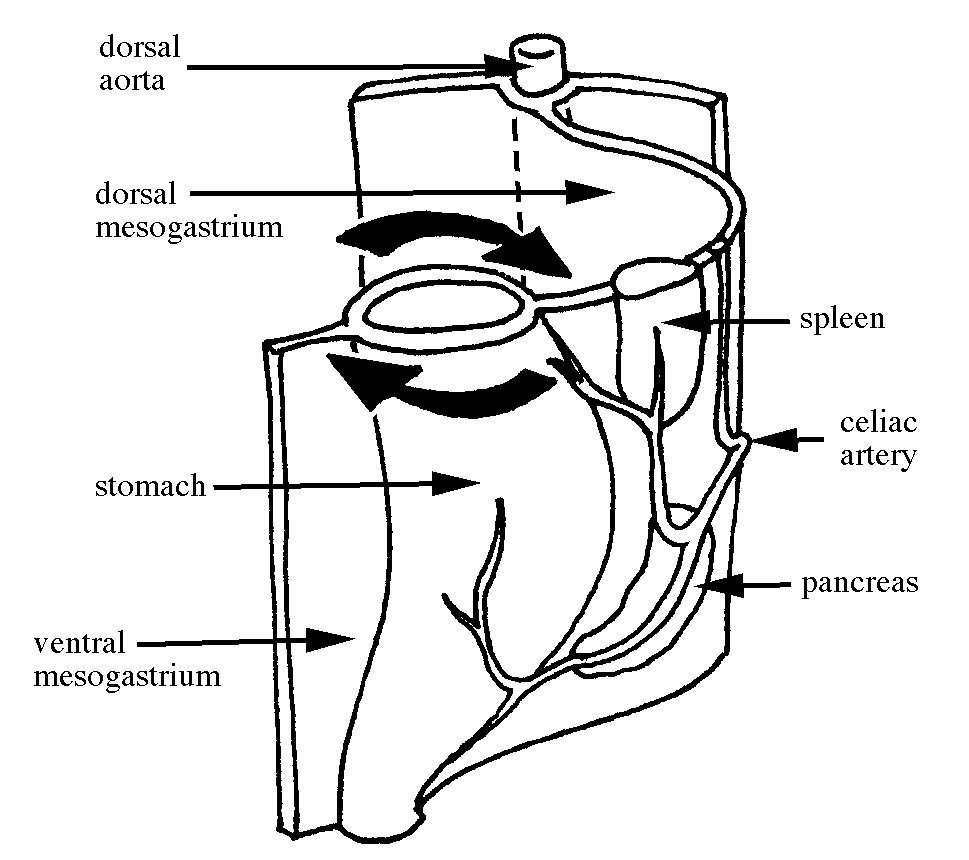 dorsal
aorta
dorsal
mesogastrium
spleen
celiac
artery
stomach
pancreas
ventral
mesogastrium